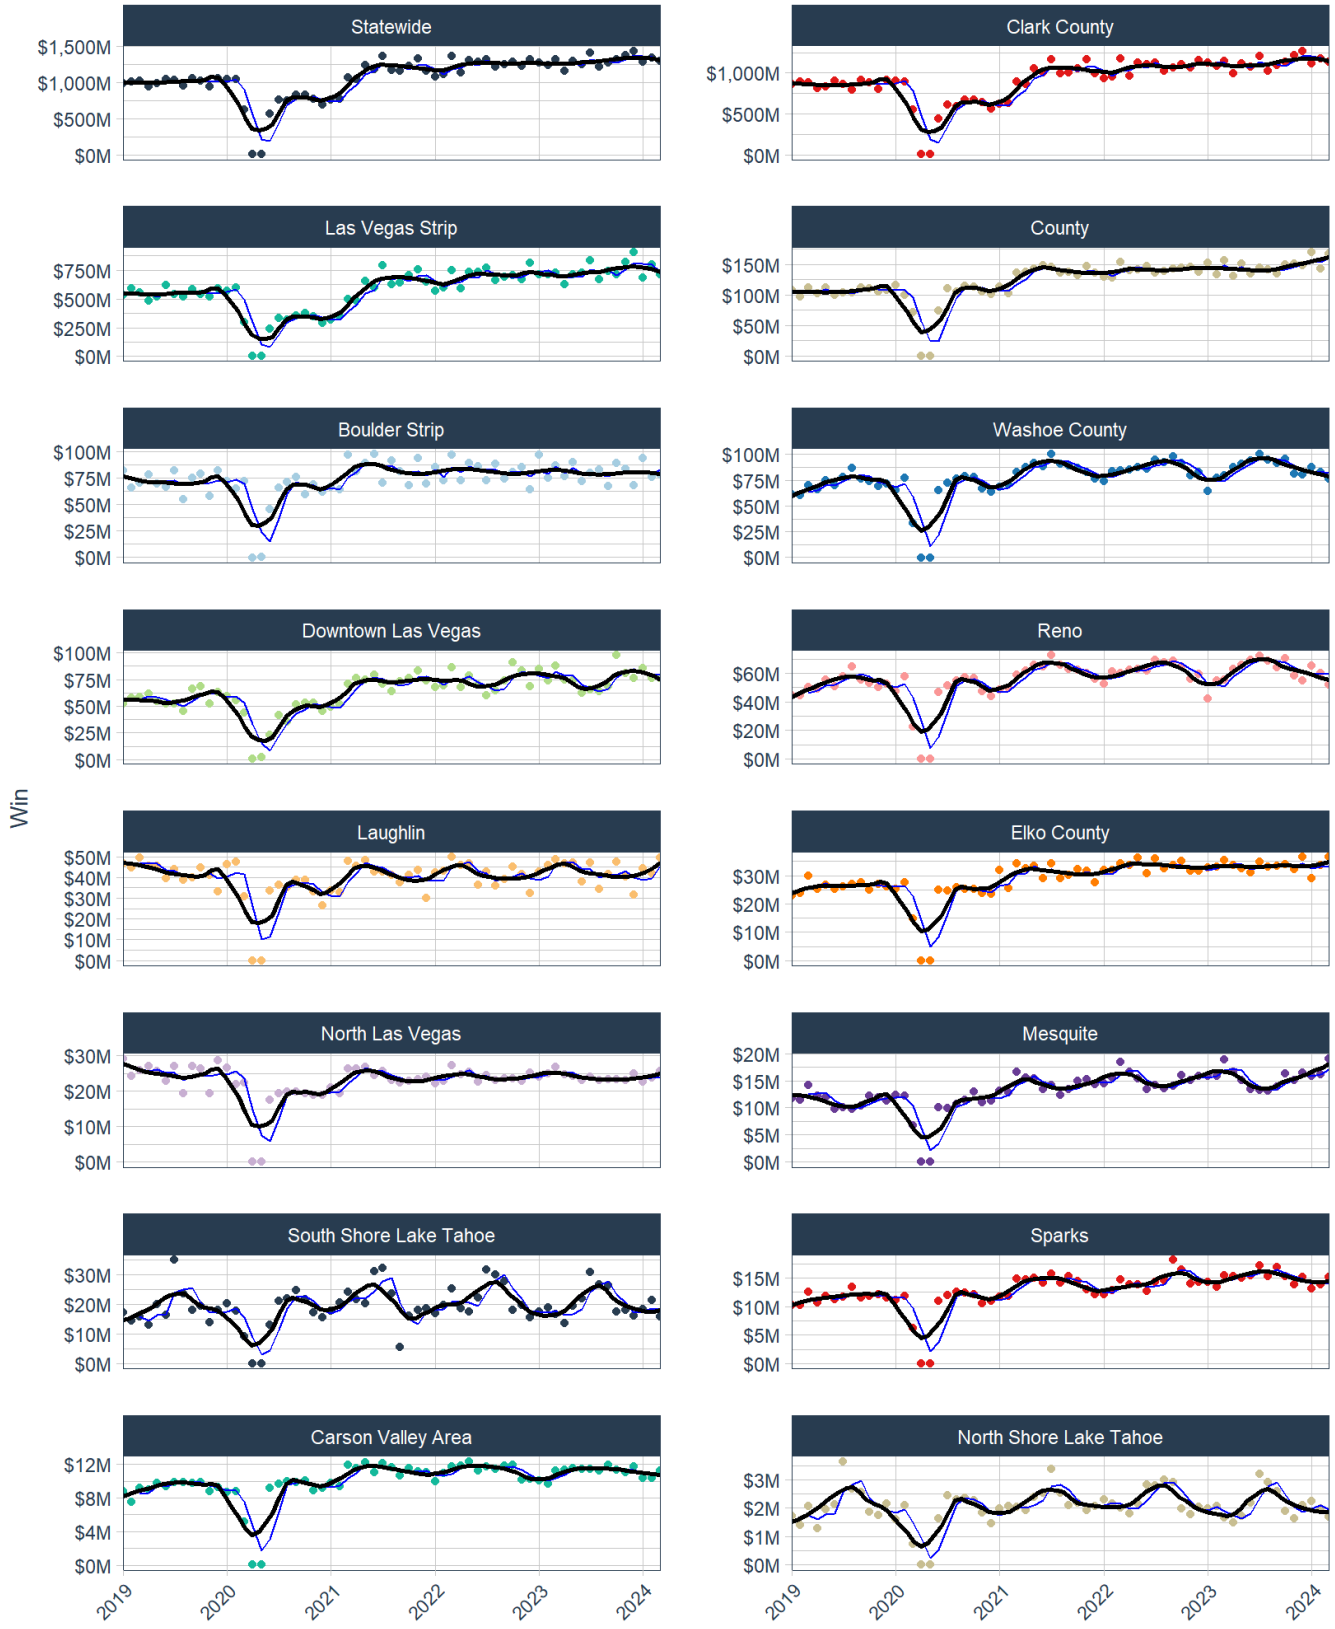 Statewide
Clark County
$1,500M
$1,000M
$500M
$0M
$1,000M
$500M
$0M
Las Vegas Strip
County
$750M
$500M
$250M
$0M
$150M
$100M
$50M
$0M
Boulder Strip
Washoe County
$100M
$75M
$50M
$25M
$0M
$100M
$75M
$50M
$25M
$0M
Downtown Las Vegas
Reno
$100M
$75M
$50M
$25M
$0M
$60M
$40M
$20M
$0M
Win
Laughlin
Elko County
$50M
$40M
$30M
$20M
$10M
$0M
$30M
$20M
$10M
$0M
North Las Vegas
Mesquite
$30M
$20M
$10M
$0M
$20M
$15M
$10M
$5M
$0M
South Shore Lake Tahoe
Sparks
$30M
$20M
$10M
$0M
$15M
$10M
$5M
$0M
Carson Valley Area
North Shore Lake Tahoe
$12M
$8M
$4M
$0M
$3M
$2M
$1M
$0M
2019 2020 2021 2022 2023 2024
2019 2020 2021 2022 2023 2024